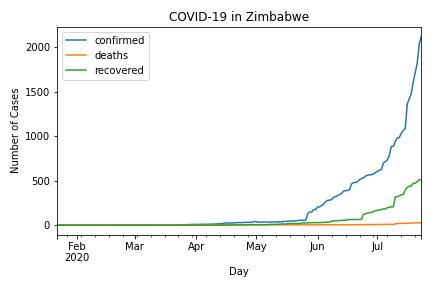 COVID-19 in Zimbabwe
confirmed
deaths
recovered
2000
1500
1000
500
0
Number of Cases
Feb
2020
Mar
Apr
May
Jun
Jul
Day